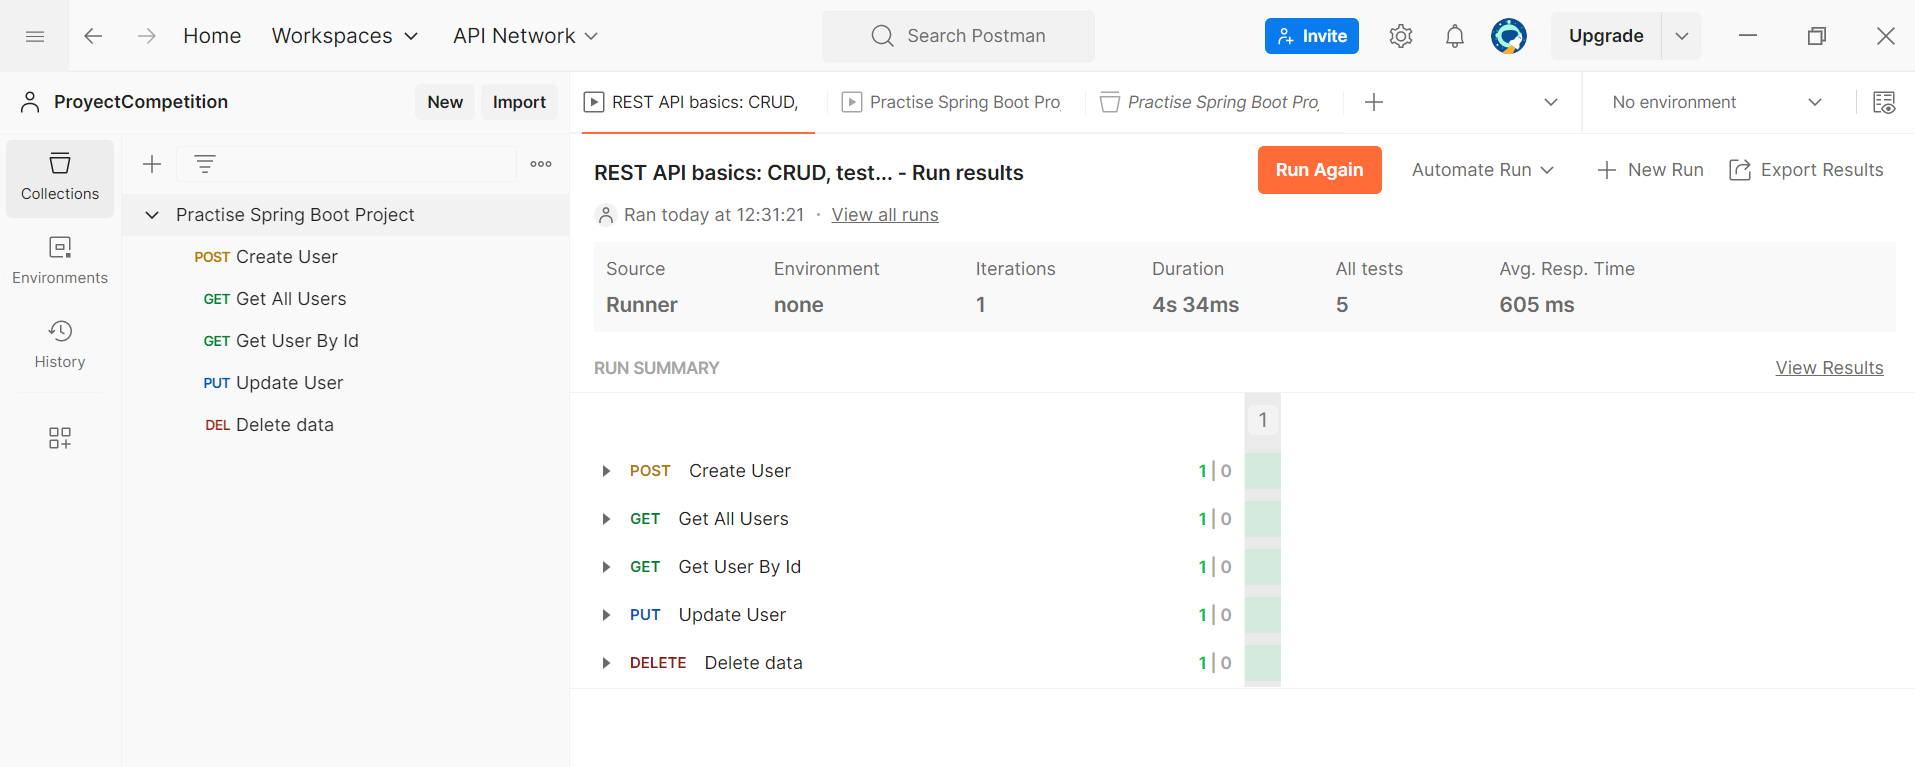 Home Workspaces API Network Search Postman Invite Upgrade
ProyectCompetition New Import
REST API basics: CRUD, Practise Spring Boot Pro Practise Spring Boot Pro No environment
Collections
Environments
History
Practise Spring Boot Project
POST Create User
GET Get All Users
GET Get User By Id
PUT Update User
DEL Delete data
REST API basics: CRUD, test... - Run results
Run Again Automate Run New Run Export Results
Ran today at 12:31:21 · View all runs
Source Environment Iterations Duration All tests Avg. Resp. Time
Runner none 1 4s 34ms 5 605 ms
RUN SUMMARY View Results
1
POST Create User 1 | 0
GET Get All Users 1 | 0
GET Get User By Id 1 | 0
PUT Update User 1 | 0
DELETE Delete data 1 | 0